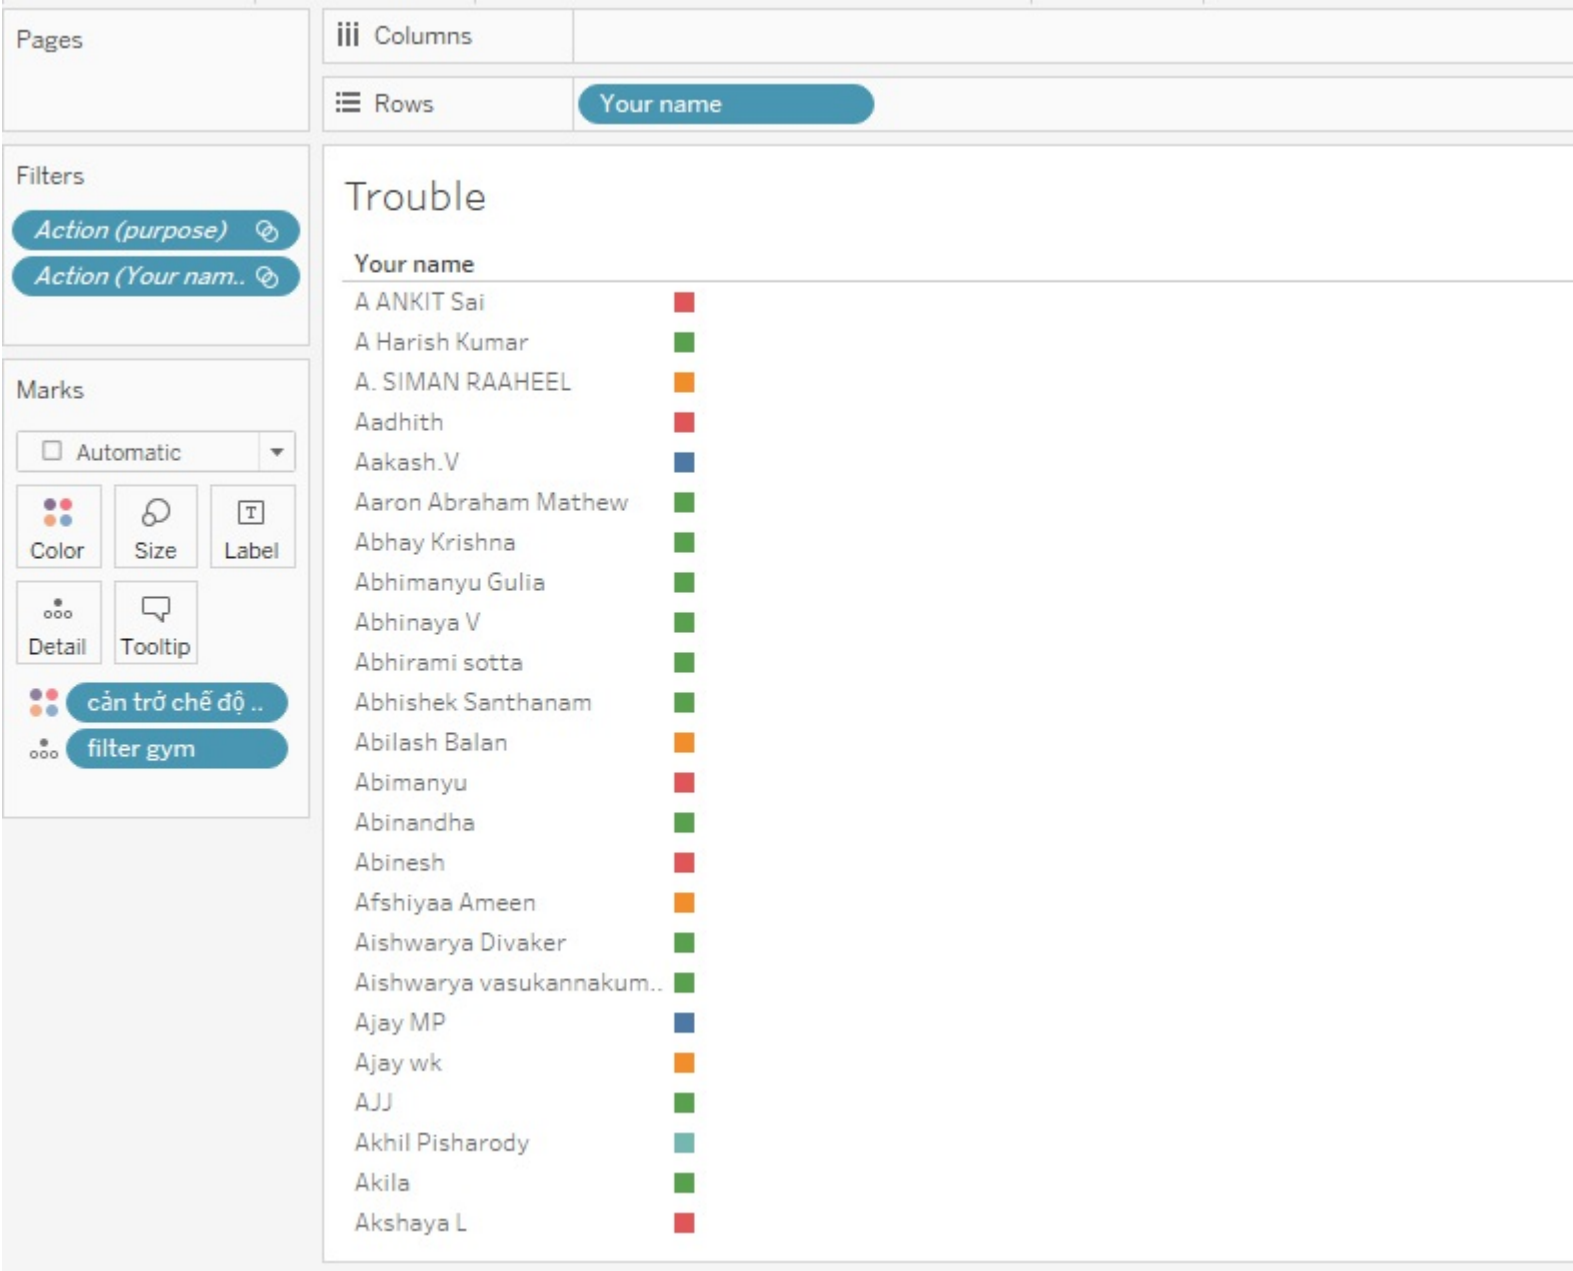 Pages
Columns
Rows
Your name
Filters
Action (purpose)
Action (Your nam..
Marks
Automatic
Color
Size
Label
Detail
Tooltip
cản trở chế độ ..
filter gym
Trouble
Your name
A ANKIT Sai
A Harish Kumar
A. SIMAN RAAHEEL
Aadhith
Aakash.V
Aaron Abraham Mathew
Abhay Krishna
Abhimanyu Gulia
Abhinaya V
Abhirami sotta
Abhishek Santhanam
Abilash Balan
Abimanyu
Abinandha
Abinesh
Afshiyaa Ameen
Aishwarya Divaker
Aishwarya vasukannakum..
Ajay MP
Ajay wk
AJJ
Akhil Pisharody
Akila
Akshaya L